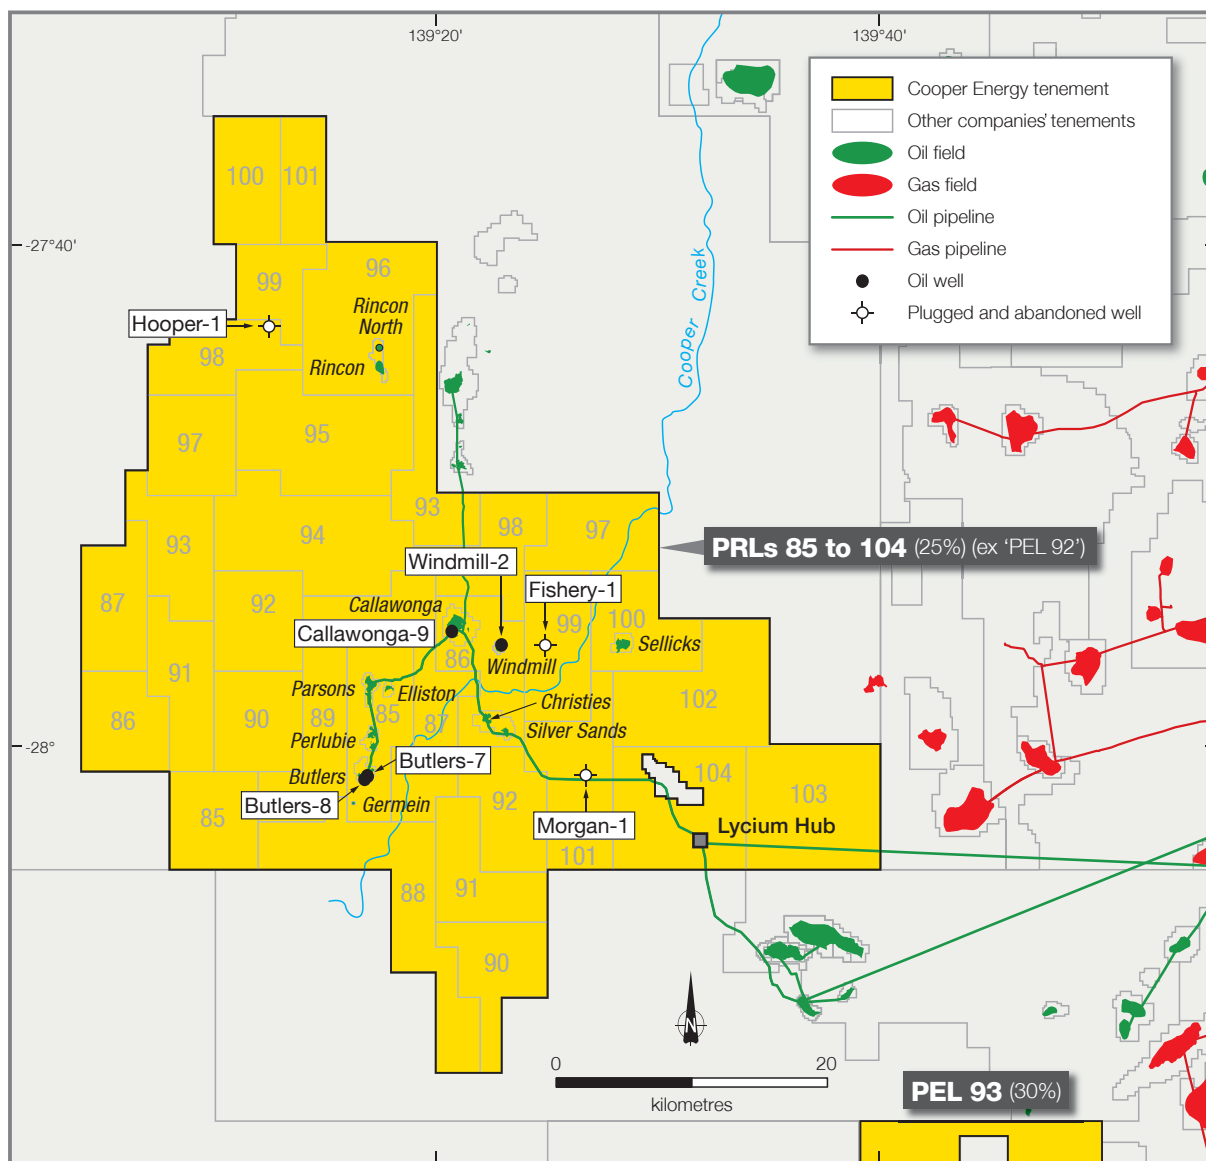 139°20'
139°40'
Cooper Energy tenement
Other companies' tenements
Oil field
Gas field
Oil pipeline
Gas pipeline
Oil well
Plugged and abandoned well
100
101
-27°40'
99
96
Rincon
North
Hooper-1
98
Rincon
Cooper Creek
97
95
93
98
97
93
94
PRLs 85 to 104 (25%) (ex ‘PEL 92’)
Windmill-2
Fishery-1
87
92
Callawonga
99
100
Callawonga-9
Sellicks
86
Windmill
91
Parsons
Elliston
Christies
102
86
90
89
85
87
Silver Sands
Perlubie
-28°
Butlers-7
Butlers
104
103
Butlers-8
Germein
92
85
Morgan-1
Lycium Hub
101
88
91
90
N
0
20
kilometres
PEL 93 (30%)